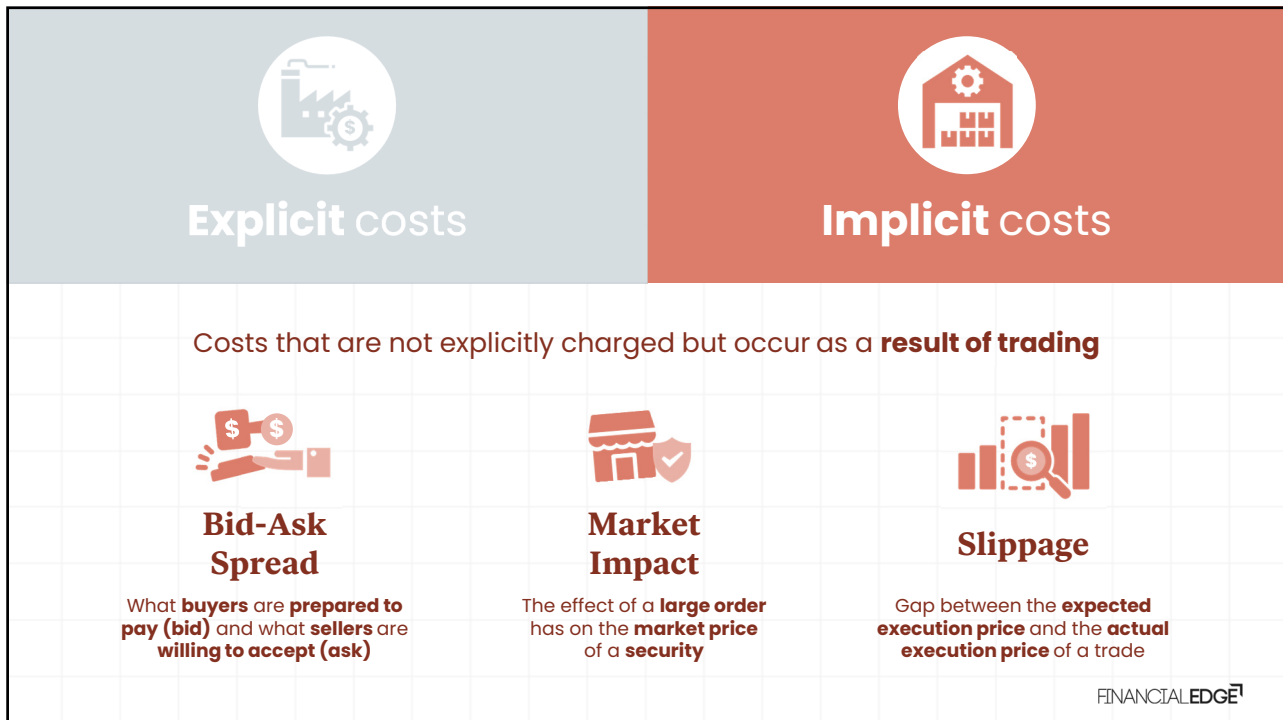 Explicit costs
Implicit costs
Costs that are not explicitly charged but occur as a result of trading
$ $
Bid-Ask
Spread
What buyers are prepared to
pay (bid) and what sellers are
willing to accept (ask)
Market
Impact
The effect of a large order
has on the market price
of a security
$
Slippage
Gap between the expected
execution price and the actual
execution price of a trade
$
FINANCIALEDGE